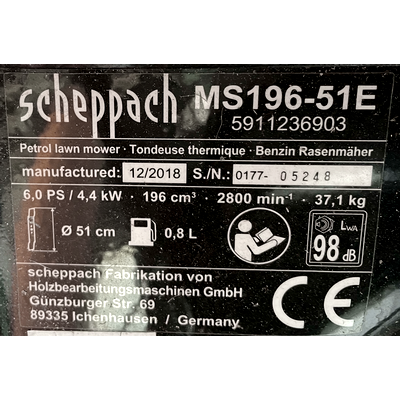 scheppach MS196-51E
5911236903
Petrol lawn mower · Tondeuse thermique · Benzin Rasenmäher
manufactured: 12/2018 S./N.: 0177- 05248
6,0 PS / 4,4 kW · 196 cm³ · 2800 min⁻¹ · 37,1 kg
Ø 51 cm 0,8 L LWA 98 dB
scheppach Fabrikation von
Holzbearbeitungsmaschinen GmbH
Günzburger Str. 69
89335 Ichenhausen / Germany
CE